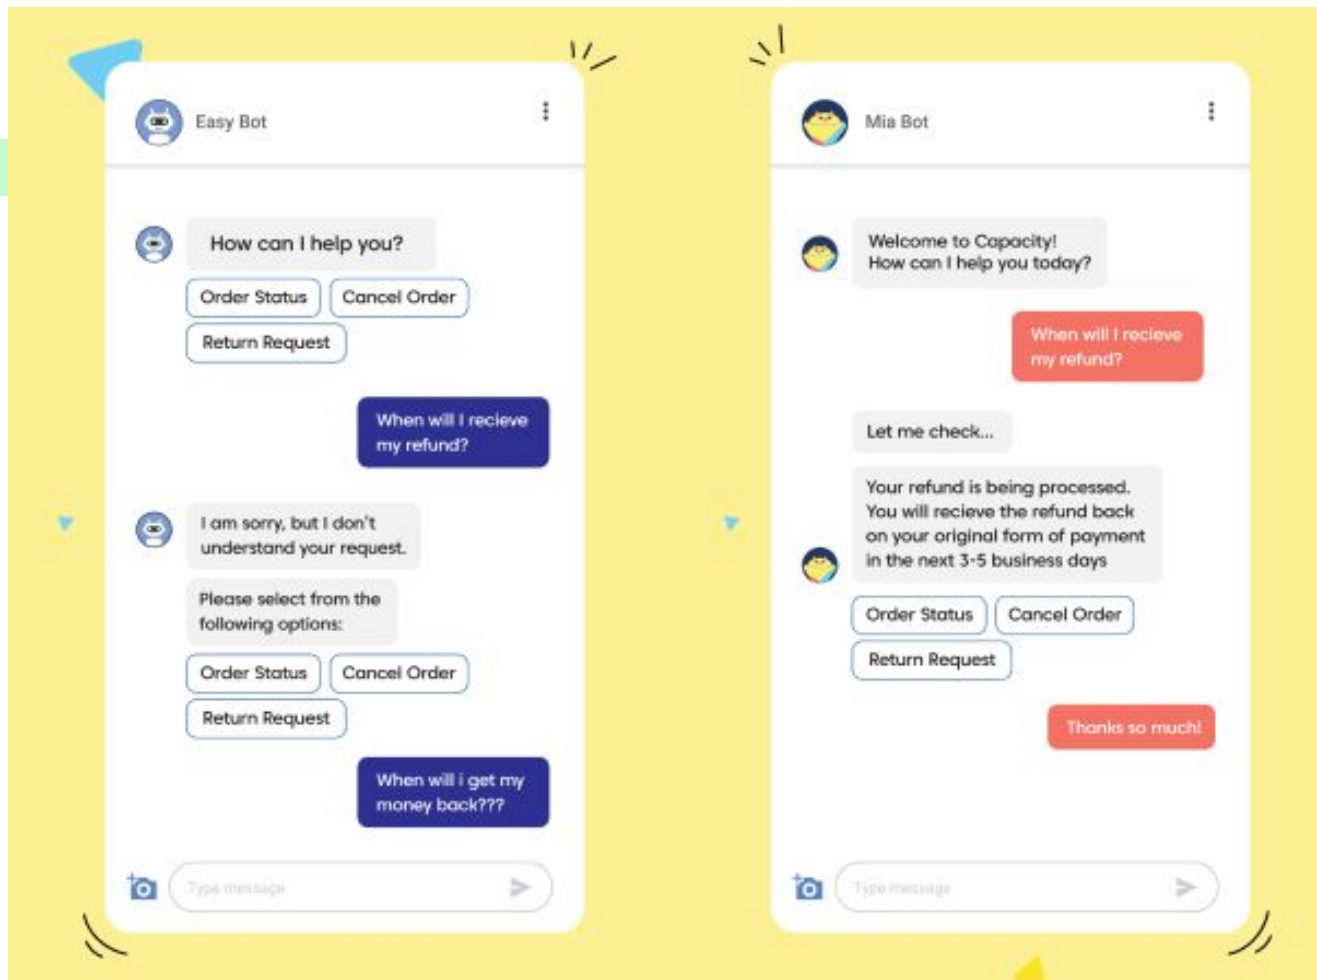 Easy Bot
How can I help you?
Order Status
Cancel Order
Return Request
When will I recieve
my refund?
I am sorry, but I don't
understand your request.
Please select from the
following options:
Order Status
Cancel Order
Return Request
When will i get my
money back???
Type message
Mia Bot
Welcome to Capacity!
How can I help you today?
When will I recieve
my refund?
Let me check...
Your refund is being processed.
You will recieve the refund back
on your original form of payment
in the next 3-5 business days
Order Status
Cancel Order
Return Request
Thanks so much!
Type message